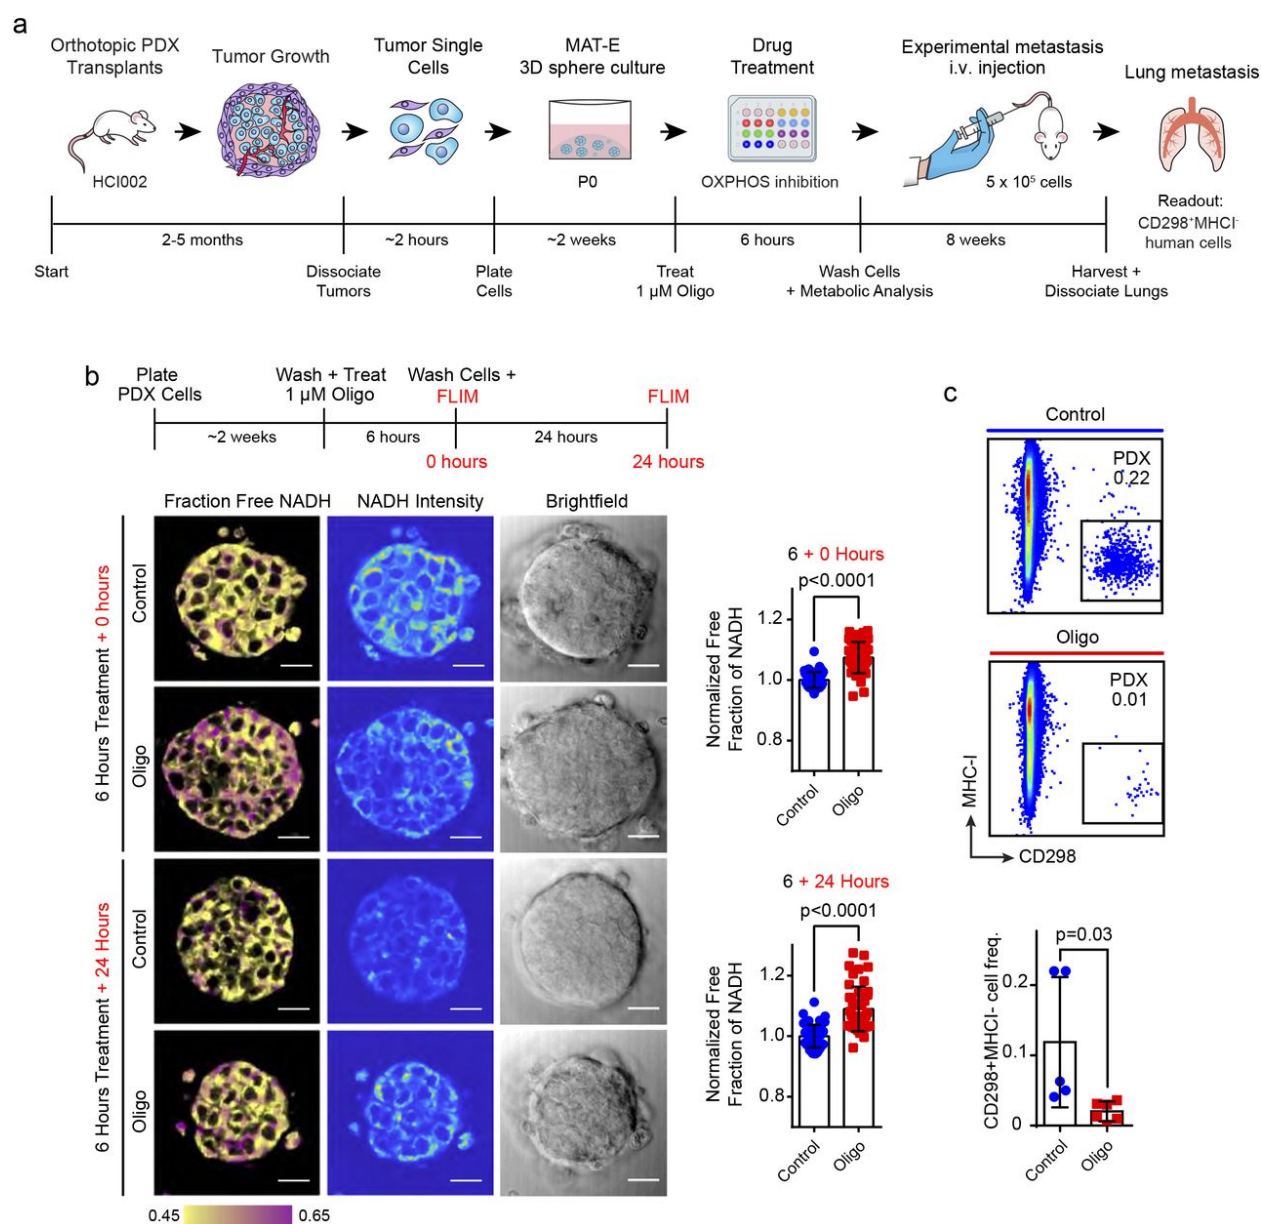 a
Orthotopic PDX
Transplants
Tumor Growth
Tumor Single
Cells
MAT-E
3D sphere culture
Drug
Treatment
Experimental metastasis
i.v. injection
Lung metastasis
HCI002
P0
OXPHOS inhibition
5 x 10⁵ cells
Readout:
CD298⁺MHCI⁻
human cells
2-5 months
~2 hours
~2 weeks
6 hours
8 weeks
Start
Dissociate
Tumors
Plate
Cells
Treat
1 µM Oligo
Wash Cells
+ Metabolic Analysis
Harvest +
Dissociate Lungs
b
Plate
PDX Cells
Wash + Treat
1 µM Oligo
Wash Cells +
FLIM
FLIM
~2 weeks
6 hours
24 hours
0 hours
24 hours
Fraction Free NADH
NADH Intensity
Brightfield
6 Hours Treatment + 0 hours
Control
Oligo
6 Hours Treatment + 24 Hours
Control
Oligo
0.45
0.65
6 + 0 Hours
p<0.0001
Normalized Free
Fraction of NADH
1.2
1.0
0.8
Control
Oligo
6 + 24 Hours
p<0.0001
Normalized Free
Fraction of NADH
1.2
1.0
0.8
Control
Oligo
c
Control
PDX
0.22
Oligo
PDX
0.01
MHC-I
CD298
p=0.03
CD298+MHCI- cell freq.
0.2
0.1
0
Control
Oligo